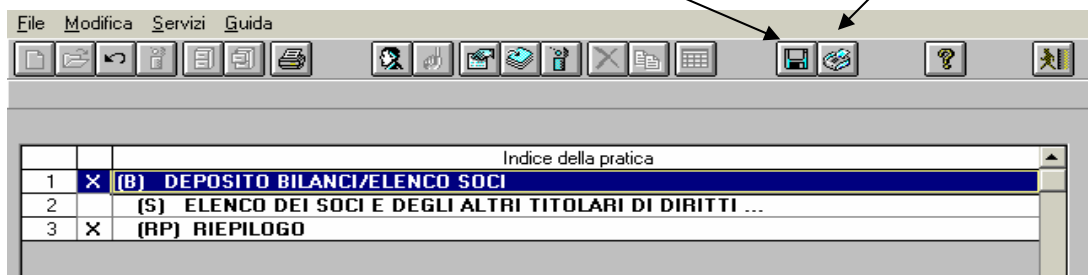 File Modifica Servizi Guida
?
Indice della pratica
1 X (B) DEPOSITO BILANCI/ELENCO SOCI
2 (S) ELENCO DEI SOCI E DEGLI ALTRI TITOLARI DI DIRITTI ...
3 X (RP) RIEPILOGO